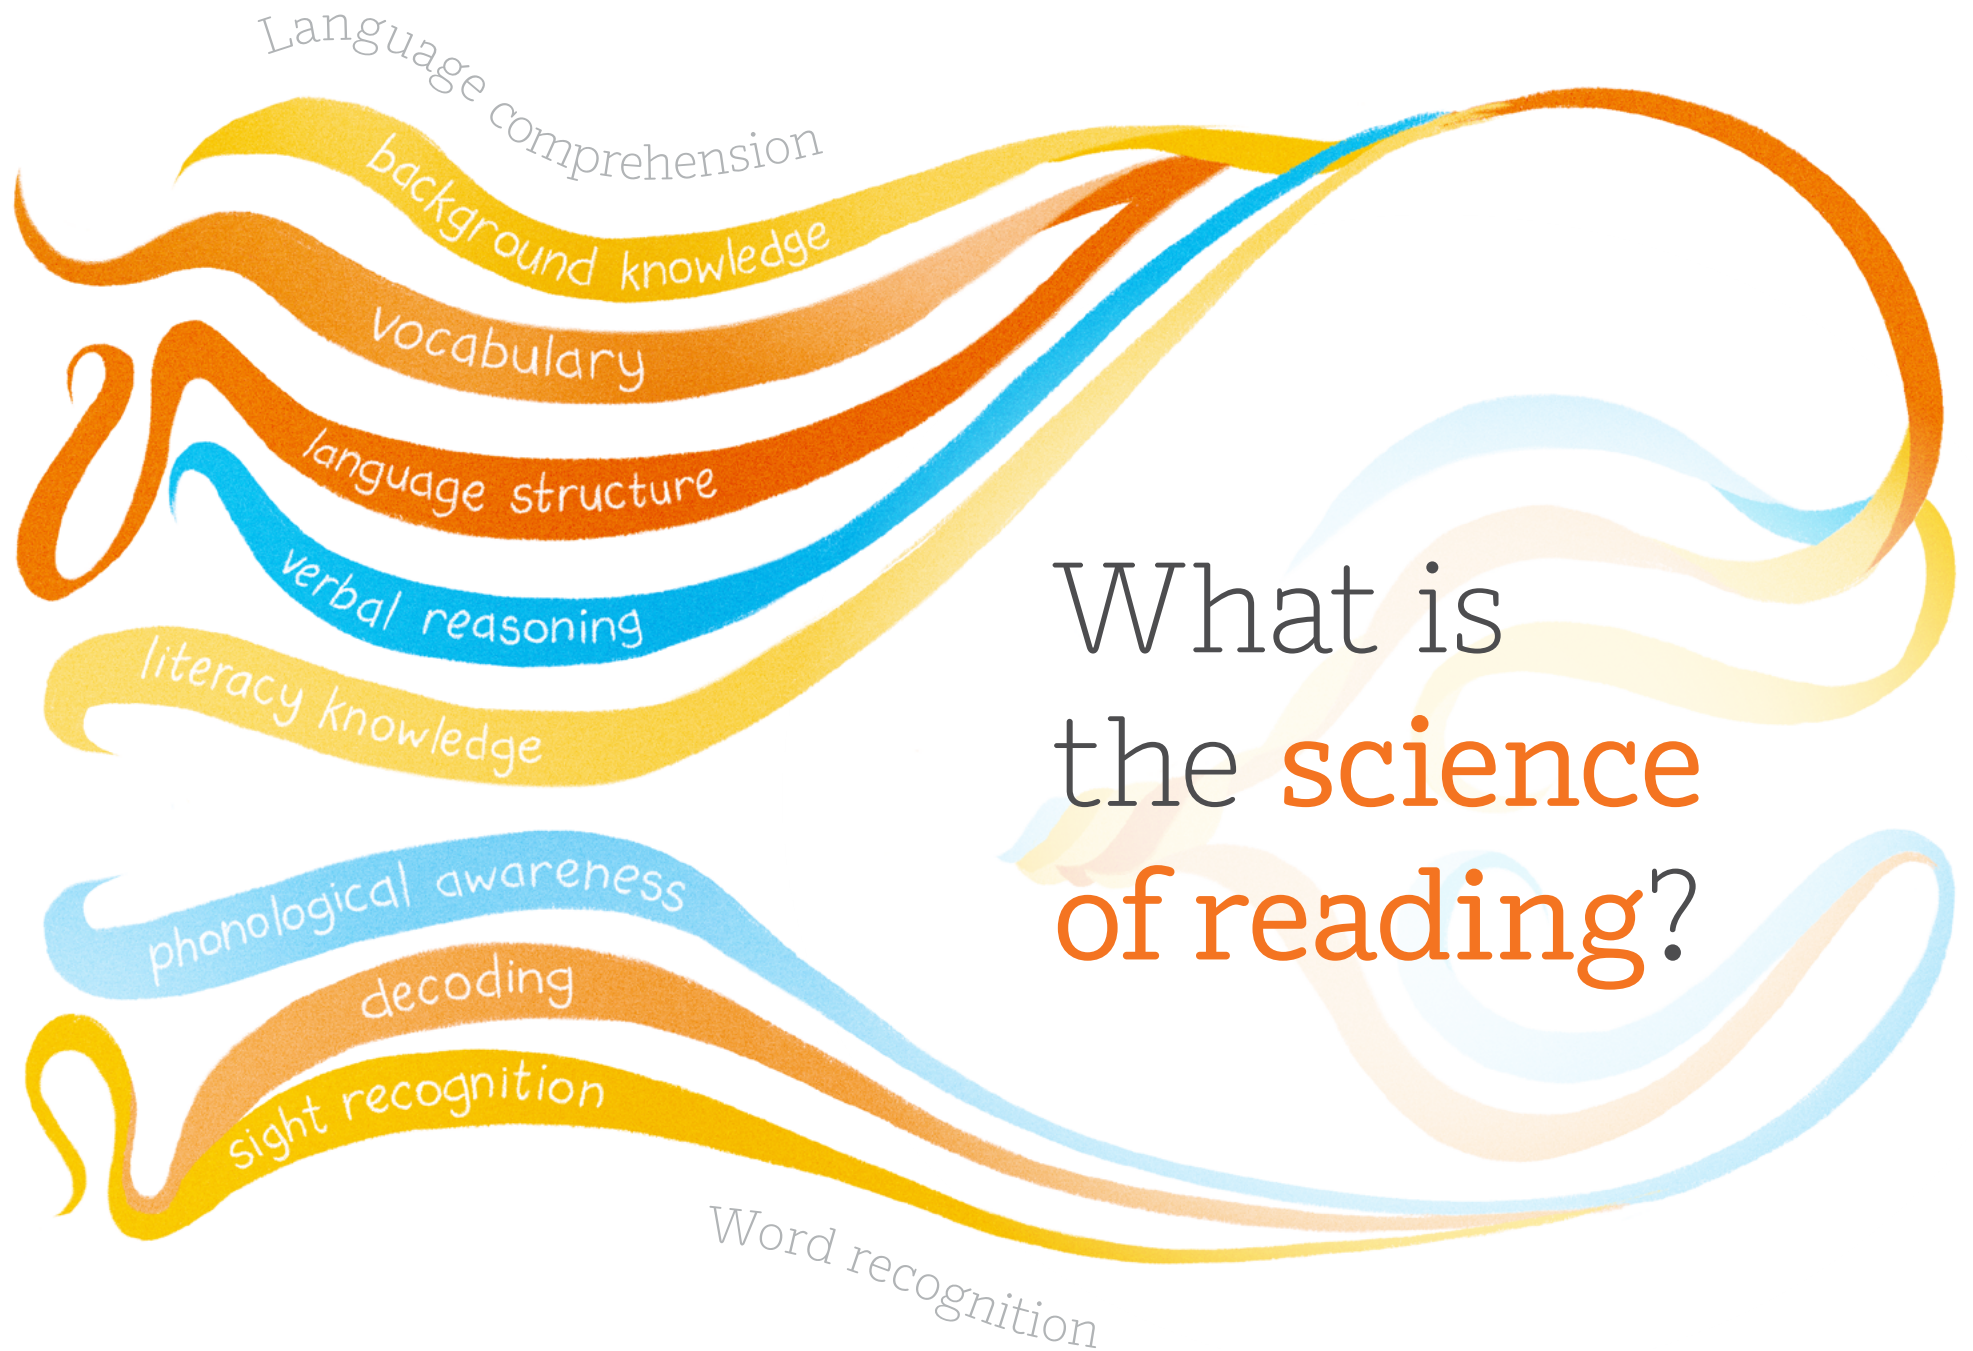 Language comprehension
background knowledge
vocabulary
language structure
verbal reasoning
literacy knowledge
What is
the science
of reading?
phonological awareness
decoding
sight recognition
Word recognition